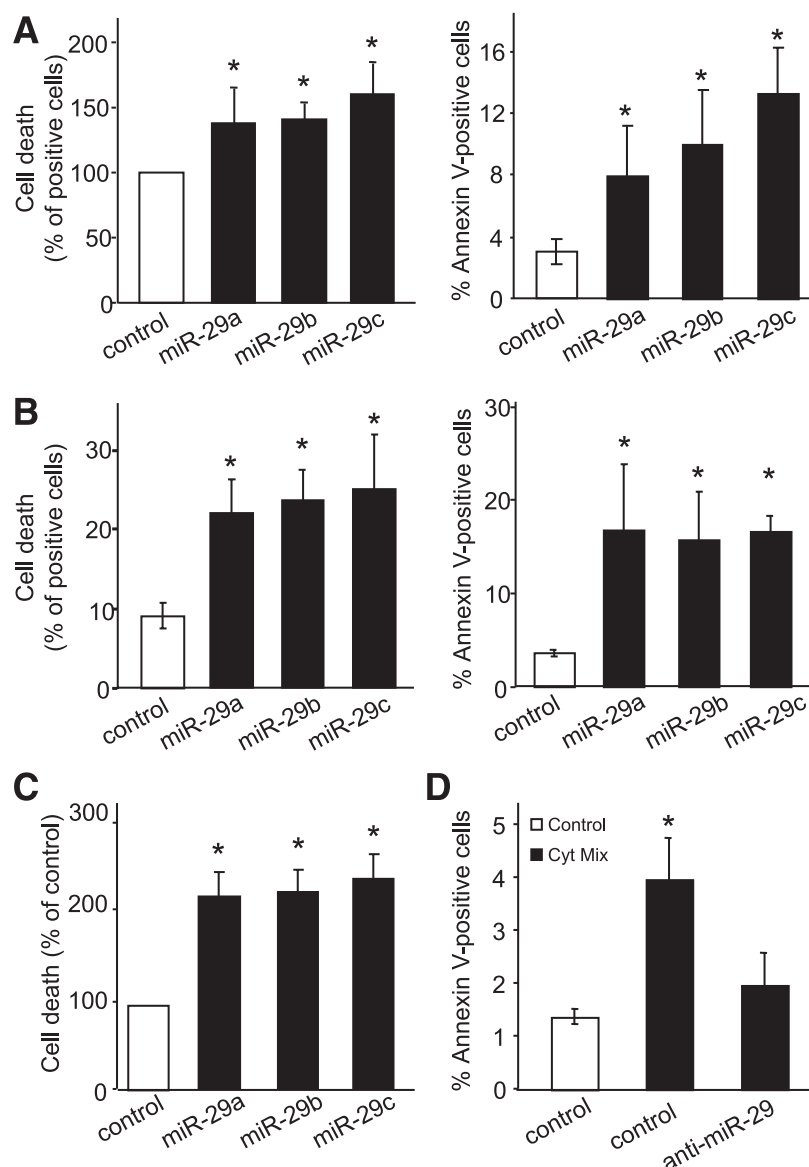 A
Cell death
(% of positive cells)
200
150
100
50
0
* * *
control miR-29a miR-29b miR-29c
% Annexin V-positive cells
16
12
8
4
0
* * *
control miR-29a miR-29b miR-29c
B
Cell death
(% of positive cells)
30
20
10
0
* * *
control miR-29a miR-29b miR-29c
% Annexin V-positive cells
30
20
10
0
* * *
control miR-29a miR-29b miR-29c
C
Cell death (% of control)
300
200
100
0
* * *
control miR-29a miR-29b miR-29c
D
% Annexin V-positive cells
5
4
3
2
1
0
Control
Cyt Mix
*
control control anti-miR-29